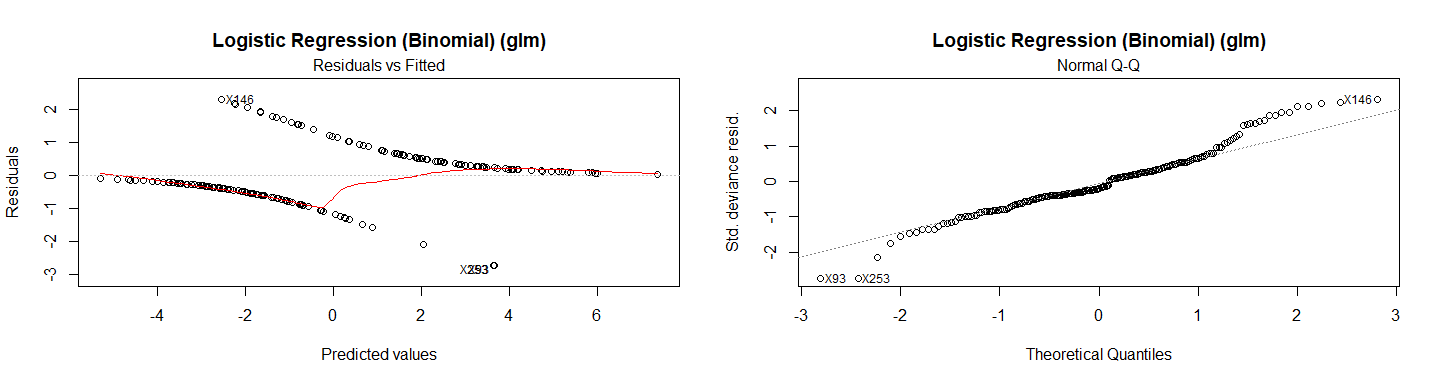 Logistic Regression (Binomial) (glm)
Residuals vs Fitted
Residuals
2
1
0
-1
-2
-3
X146
X253
X93
-4 -2 0 2 4 6
Predicted values
Logistic Regression (Binomial) (glm)
Normal Q-Q
Std. deviance resid.
2
1
0
-1
-2
X146
X93 X253
-3 -2 -1 0 1 2 3
Theoretical Quantiles